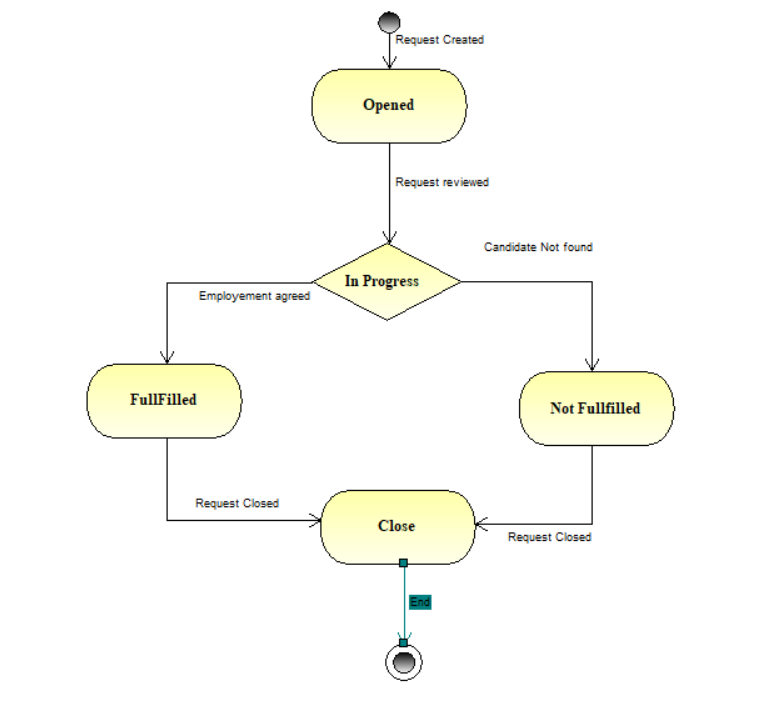 Request Created
Opened
Request reviewed
Candidate Not found
In Progress
Employement agreed
FullFilled
Not Fullfilled
Request Closed
Close
Request Closed
End